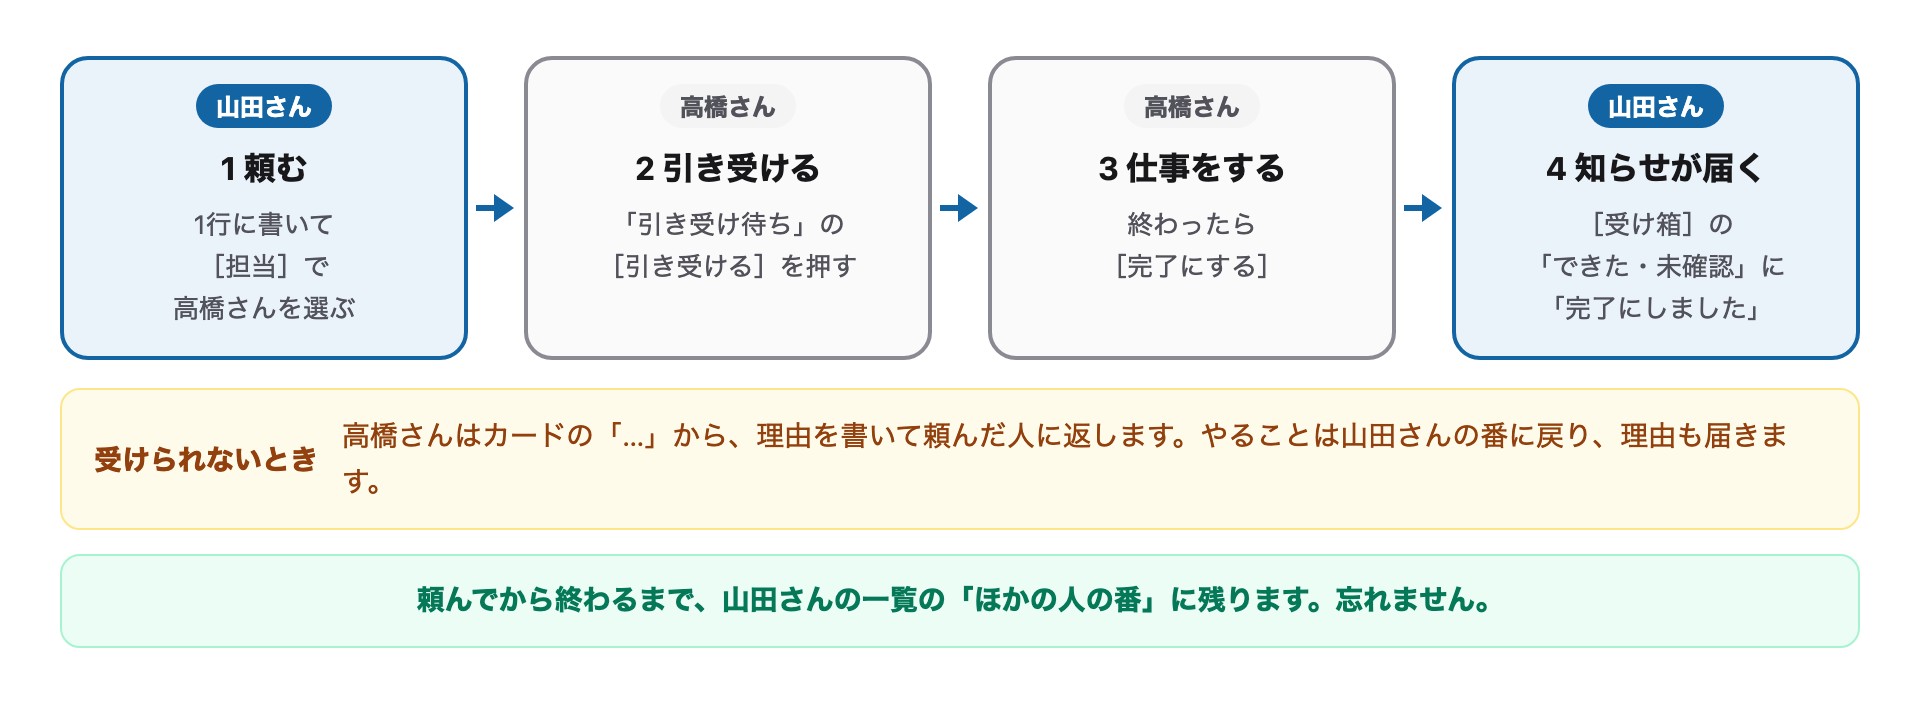 山田さん
1 頼む
1行に書いて
［担当］で
高橋さんを選ぶ
高橋さん
2 引き受ける
「引き受け待ち」の
［引き受ける］を押す
高橋さん
3 仕事をする
終わったら
［完了にする］
山田さん
4 知らせが届く
［受け箱］の
「できた・未確認」に
「完了にしました」
受けられないとき
高橋さんはカードの「…」から、理由を書いて頼んだ人に返します。やることは山田さんの番に戻り、理由も届きま
す。
頼んでから終わるまで、山田さんの一覧の「ほかの人の番」に残ります。忘れません。